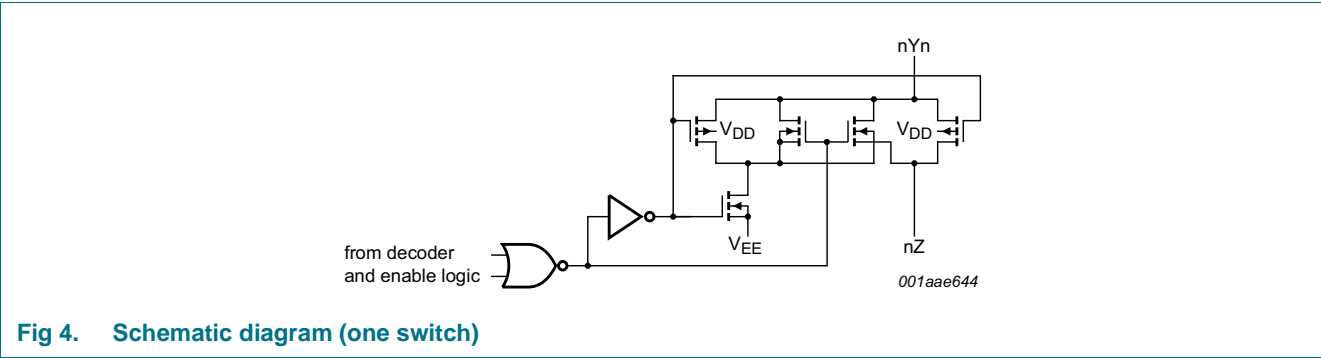 nYn
VDD
VDD
VEE
from decoder
and enable logic
nZ
001aae644
Fig 4. Schematic diagram (one switch)